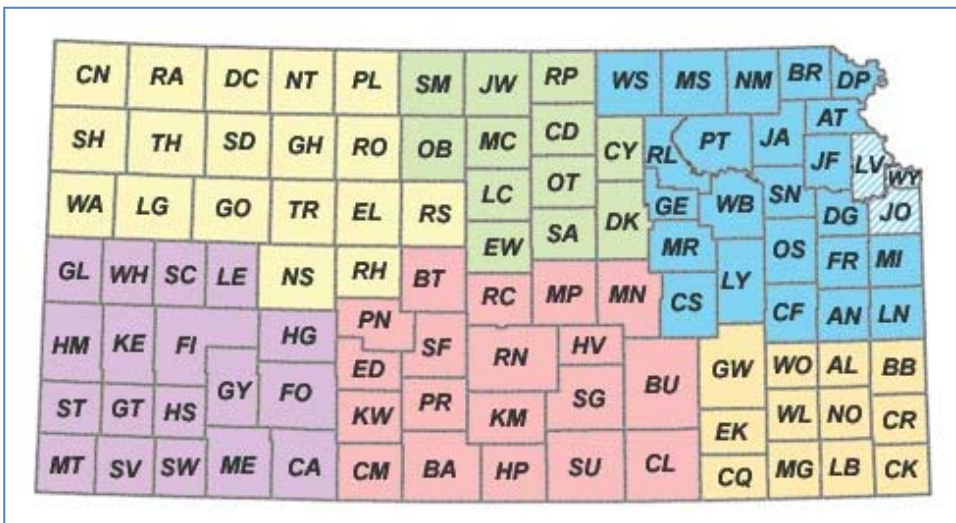 CN RA DC NT PL SM JW RP WS MS NM BR DP
SH TH SD GH RO OB MC CD CY RL PT JA AT JF LV WY
WA LG GO TR EL RS LC OT DK GE WB SN DG JO
GL WH SC LE NS RH BT EW SA MR LY OS FR MI
HM KE FI HG PN SF RC MP MN CS CF AN LN
ST GT HS GY FO ED PR RN HV BU GW WO AL BB
KW KM SG EK WL NO CR
MT SV SW ME CA CM BA HP SU CL CQ MG LB CK